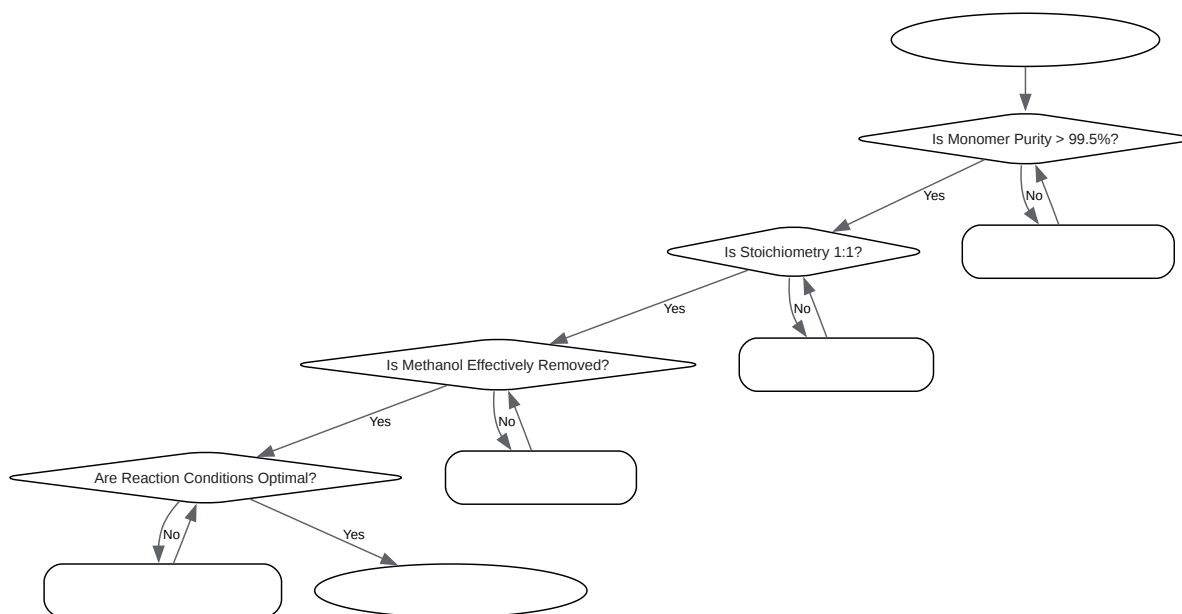 Is Monomer Purity > 99.5%?
Yes
No
Is Stoichiometry 1:1?
Yes
No
Is Methanol Effectively Removed?
Yes
No
Are Reaction Conditions Optimal?
No
Yes